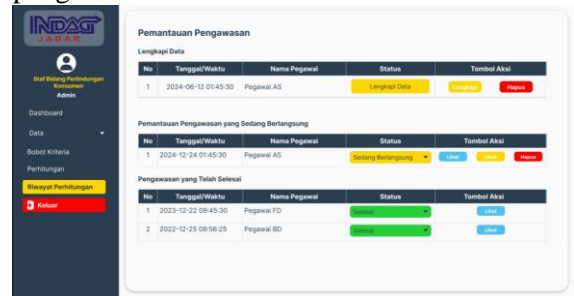 INDAG
JABAR
Staf Bidang Perlindungan
Konsumen
Admin
Dashboard
Data
Bobot Kriteria
Perhitungan
Riwayat Perhitungan
Keluar
Pemantauan Pengawasan
Lengkapi Data
No Tanggal/Waktu Nama Pegawai Status Tombol Aksi
1 2024-06-12 01:45:30 Pegawai AS Lengkapi Data Lengkapi Hapus
Pemantauan Pengawasan yang Sedang Berlangsung
No Tanggal/Waktu Nama Pegawai Status Tombol Aksi
1 2024-12-24 01:45:30 Pegawai AS Sedang Berlangsung Lihat Hapus
Pengawasan yang Telah Selesai
No Tanggal/Waktu Nama Pegawai Status Tombol Aksi
1 2023-12-22 09:45:30 Pegawai FD Selesai Lihat
2 2022-12-25 08:56:25 Pegawai BD Selesai Lihat